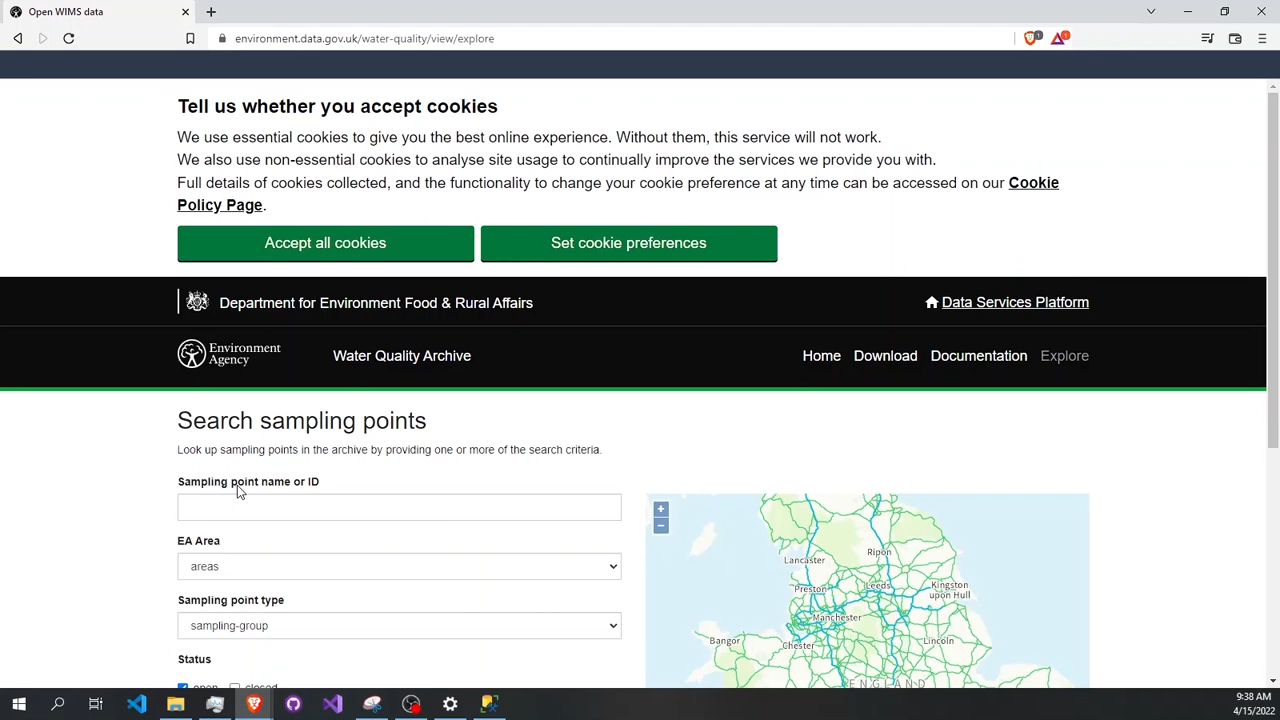 Open WIMS data
environment.data.gov.uk/water-quality/view/explore
Tell us whether you accept cookies
We use essential cookies to give you the best online experience. Without them, this service will not work.
We also use non-essential cookies to analyse site usage to continually improve the services we provide you with.
Full details of cookies collected, and the functionality to change your cookie preference at any time can be accessed on our Cookie
Policy Page.
Accept all cookies
Set cookie preferences
Department for Environment Food & Rural Affairs
Data Services Platform
Environment
Agency
Water Quality Archive
Home
Download
Documentation
Explore
Search sampling points
Look up sampling points in the archive by providing one or more of the search criteria.
Sampling point name or ID
EA Area
areas
Sampling point type
sampling-group
Status
open
closed
+
−
Lancaster
Ripon
Preston
Leeds
Kingston
upon Hull
Manchester
Bangor
Chester
Lincoln
ENGLAND
9:38 AM
4/15/2022